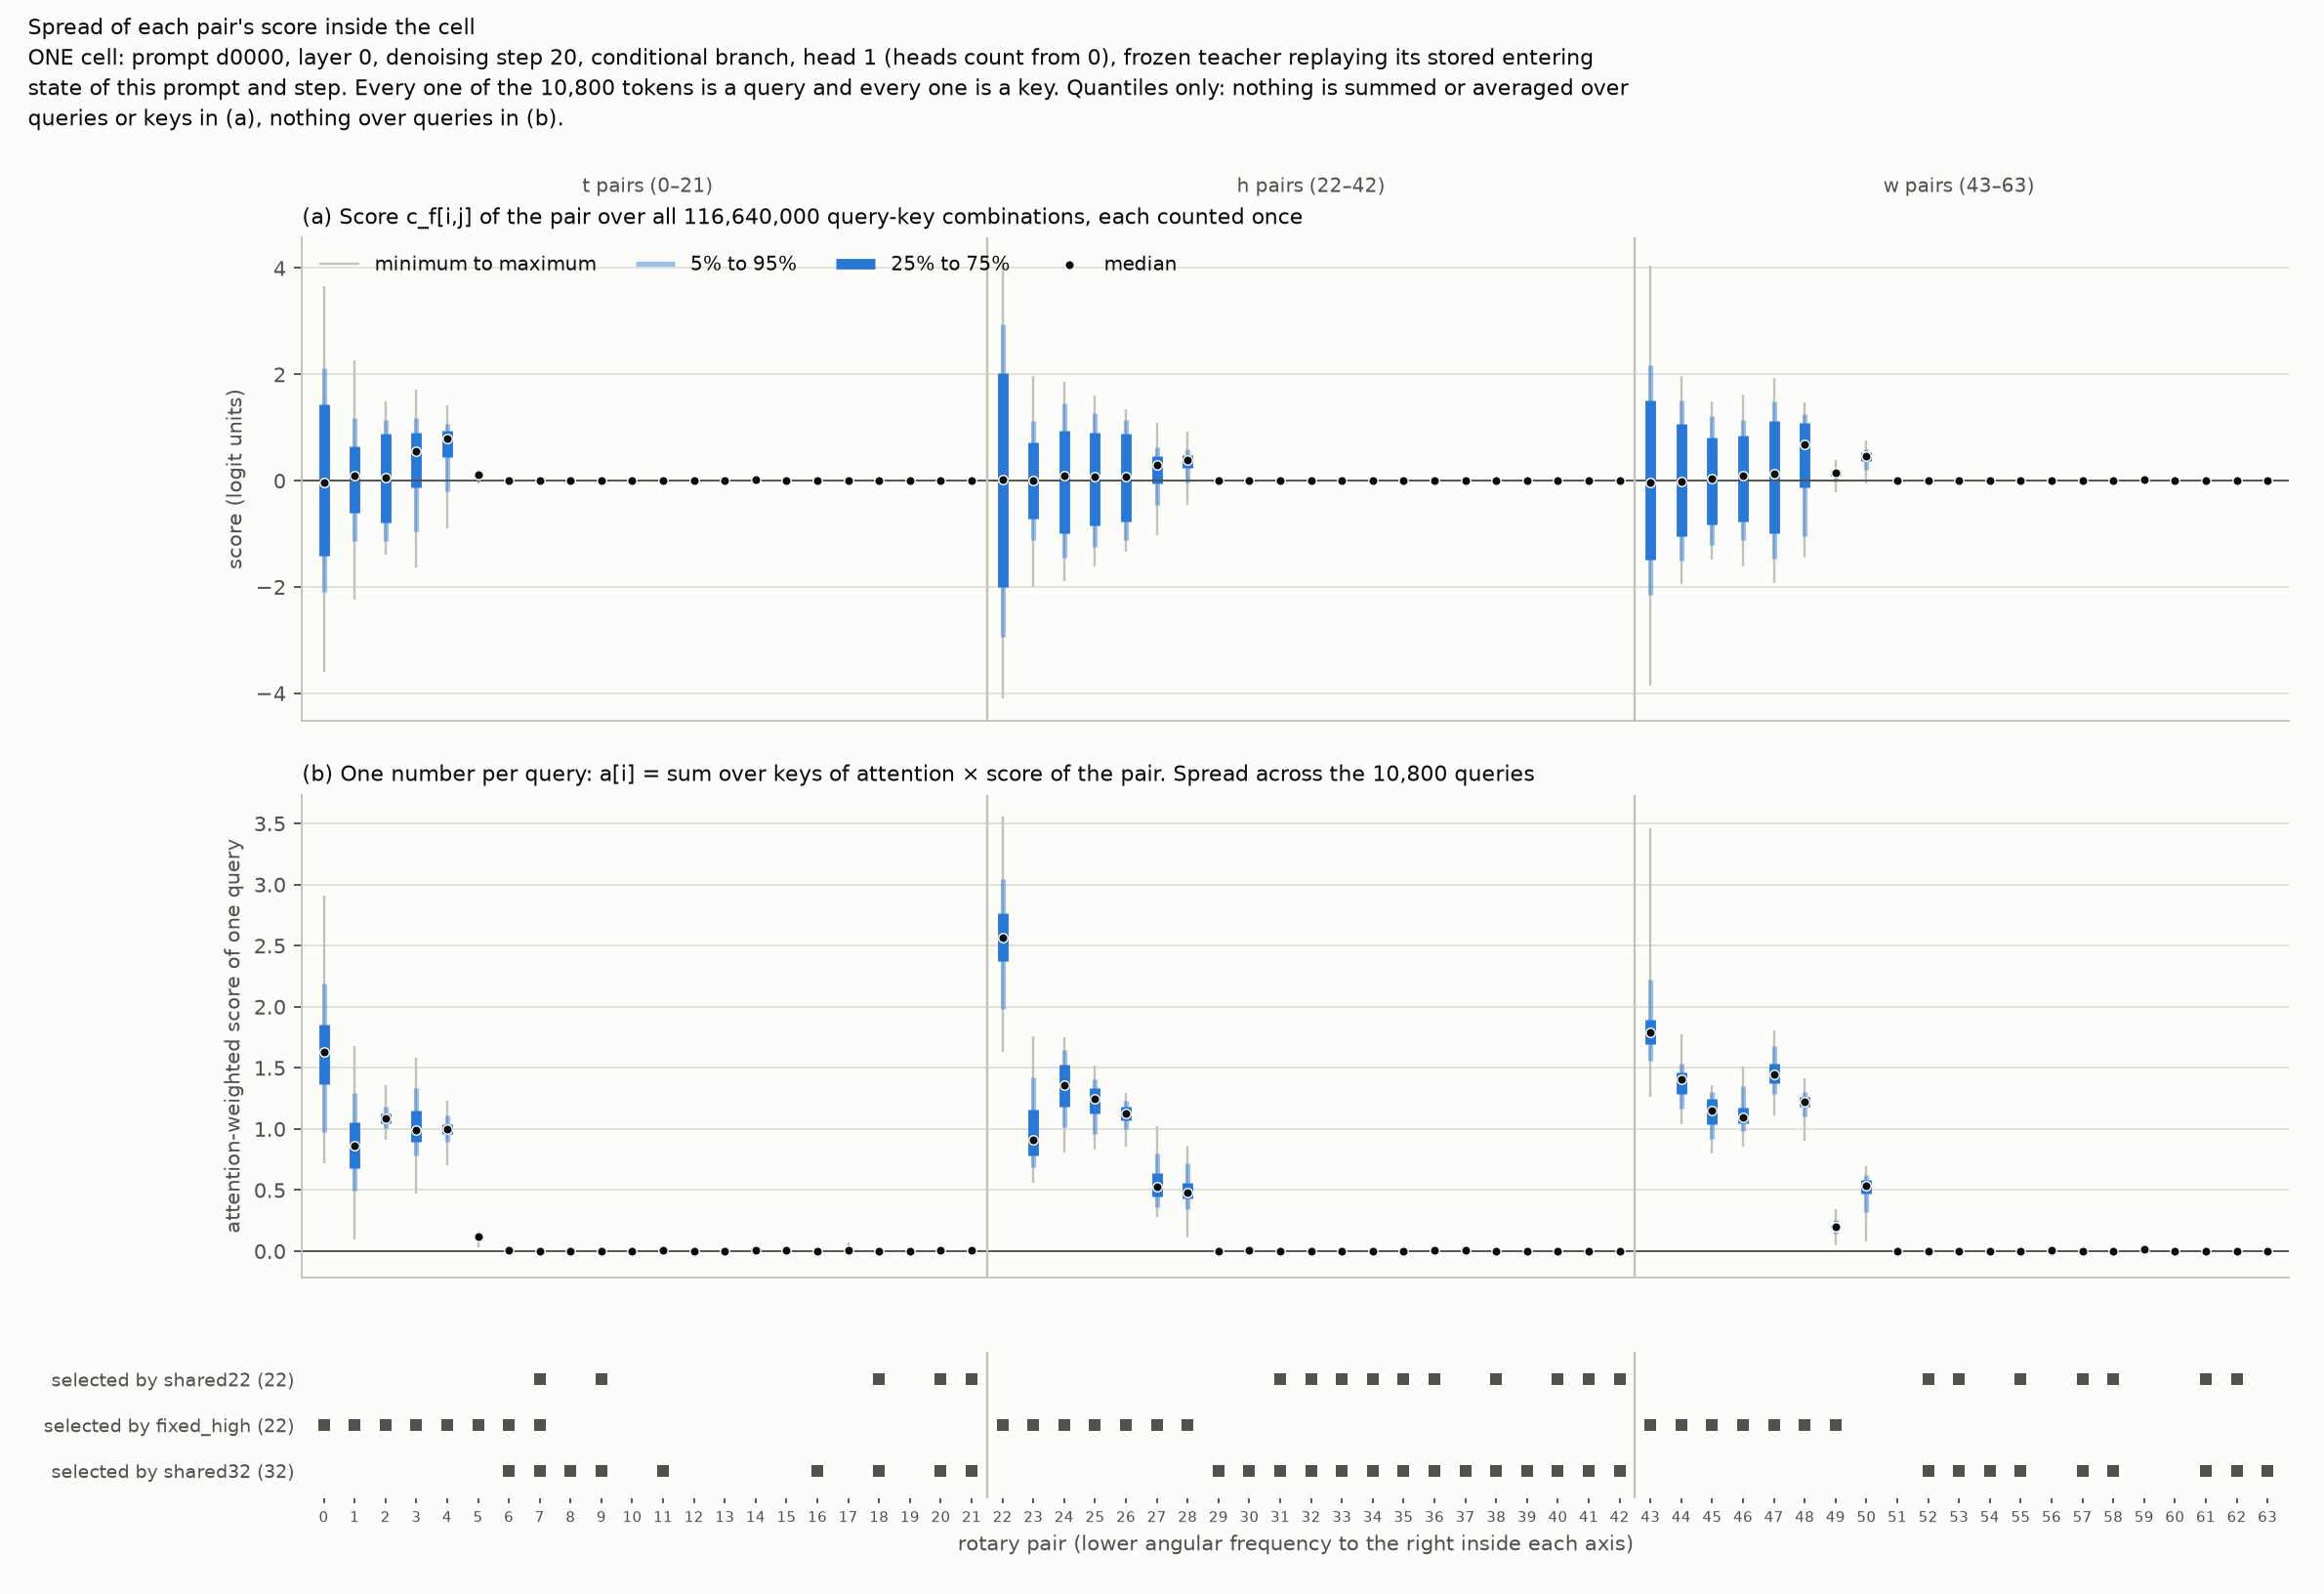 Spread of each pair's score inside the cell
ONE cell: prompt d0000, layer 0, denoising step 20, conditional branch, head 1 (heads count from 0), frozen teacher replaying its stored entering
state of this prompt and step. Every one of the 10,800 tokens is a query and every one is a key. Quantiles only: nothing is summed or averaged over
queries or keys in (a), nothing over queries in (b).
t pairs (0–21)
h pairs (22–42)
w pairs (43–63)
(a) Score c_f[i,j] of the pair over all 116,640,000 query-key combinations, each counted once
minimum to maximum
5% to 95%
25% to 75%
median
score (logit units)
4
2
0
−2
−4
(b) One number per query: a[i] = sum over keys of attention × score of the pair. Spread across the 10,800 queries
attention-weighted score of one query
3.5
3.0
2.5
2.0
1.5
1.0
0.5
0.0
selected by shared22 (22)
selected by fixed_high (22)
selected by shared32 (32)
0 1 2 3 4 5 6 7 8 9 10 11 12 13 14 15 16 17 18 19 20 21 22 23 24 25 26 27 28 29 30 31 32 33 34 35 36 37 38 39 40 41 42 43 44 45 46 47 48 49 50 51 52 53 54 55 56 57 58 59 60 61 62 63
rotary pair (lower angular frequency to the right inside each axis)